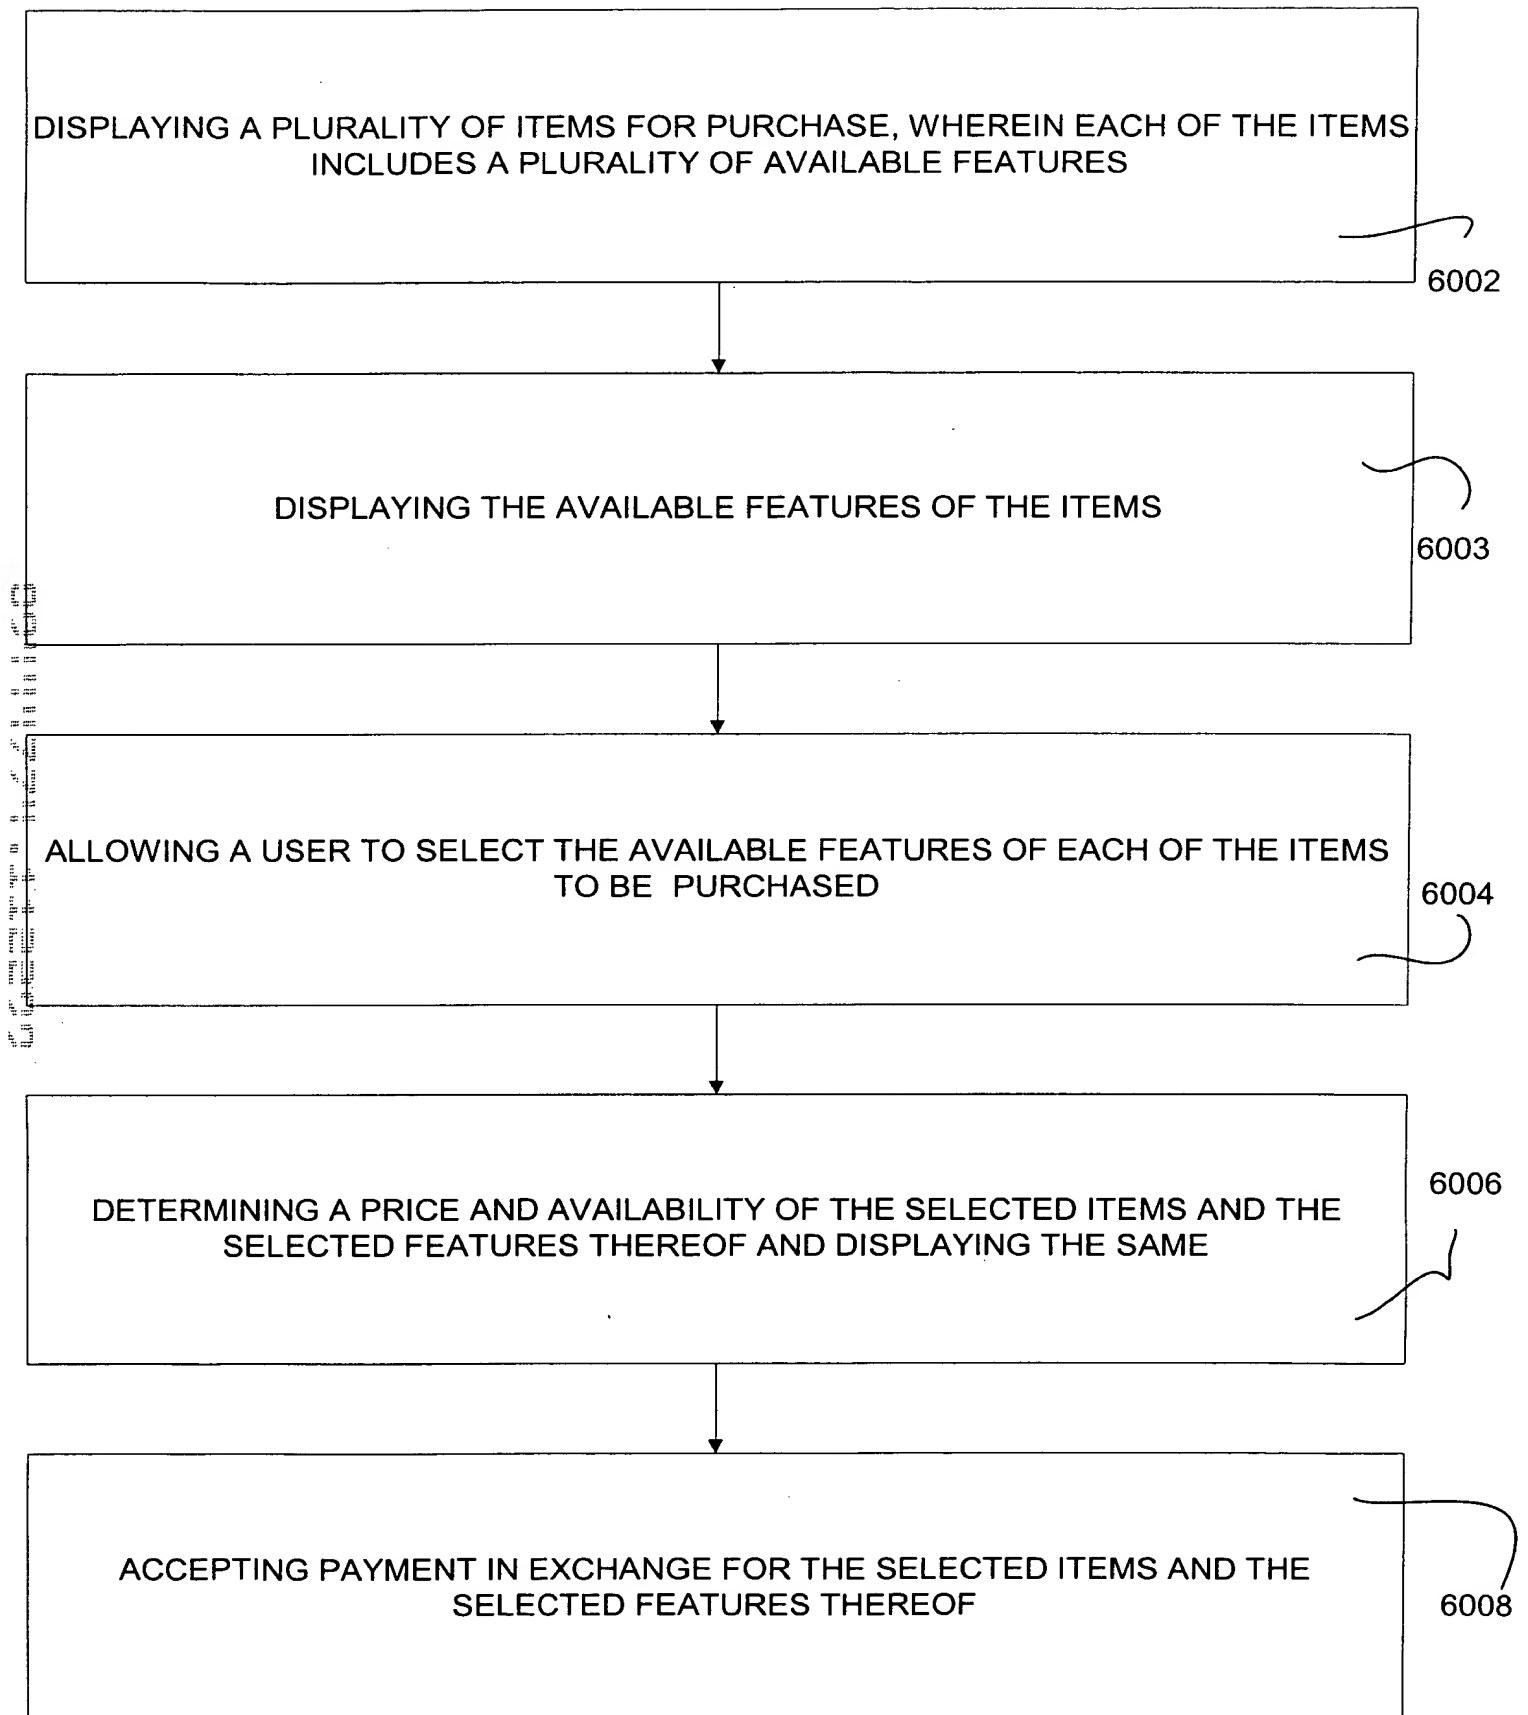 DISPLAYING A PLURALITY OF ITEMS FOR PURCHASE, WHEREIN EACH OF THE ITEMS
INCLUDES A PLURALITY OF AVAILABLE FEATURES
6002
DISPLAYING THE AVAILABLE FEATURES OF THE ITEMS
6003
ALLOWING A USER TO SELECT THE AVAILABLE FEATURES OF EACH OF THE ITEMS
TO BE PURCHASED
6004
DETERMINING A PRICE AND AVAILABILITY OF THE SELECTED ITEMS AND THE
SELECTED FEATURES THEREOF AND DISPLAYING THE SAME
6006
ACCEPTING PAYMENT IN EXCHANGE FOR THE SELECTED ITEMS AND THE
SELECTED FEATURES THEREOF
6008